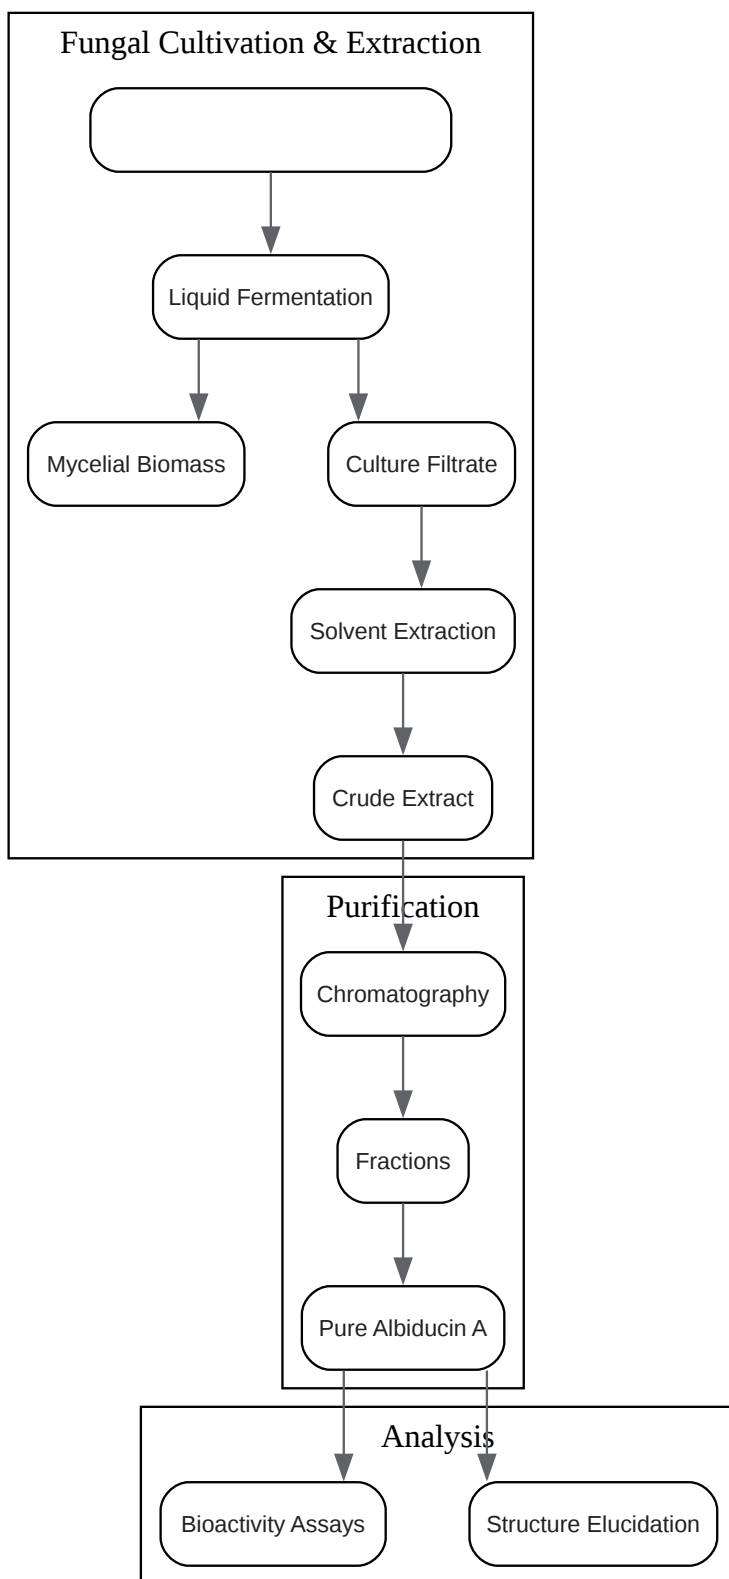 Fungal Cultivation & Extraction
Liquid Fermentation
Mycelial Biomass
Culture Filtrate
Solvent Extraction
Crude Extract
Purification
Chromatography
Fractions
Pure Albiducin A
Analysis
Bioactivity Assays
Structure Elucidation